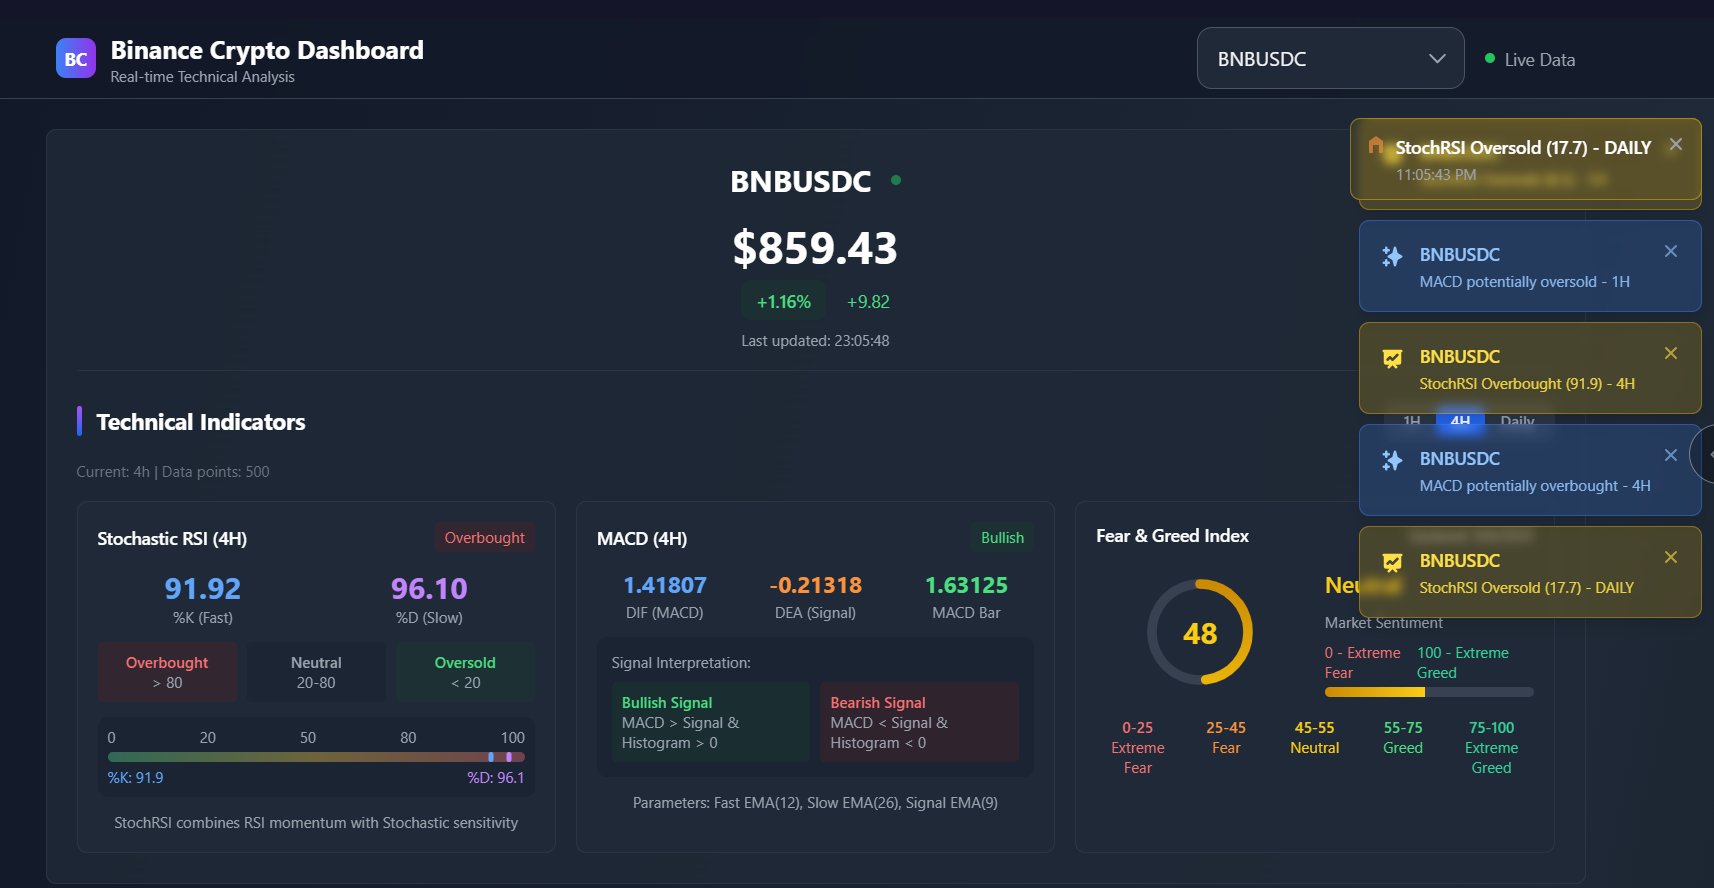 BC
Binance Crypto Dashboard
Real-time Technical Analysis
BNBUSDC
Live Data
BNBUSDC
$859.43
+1.16% +9.82
Last updated: 23:05:48
StochRSI Oversold (17.7) - DAILY
11:05:43 PM
BNBUSDC
MACD potentially oversold - 1H
BNBUSDC
StochRSI Overbought (91.9) - 4H
1H 4H Daily
BNBUSDC
MACD potentially overbought - 4H
BNBUSDC
StochRSI Oversold (17.7) - DAILY
Technical Indicators
Current: 4h | Data points: 500
Stochastic RSI (4H)
Overbought
91.92 96.10
%K (Fast) %D (Slow)
Overbought Neutral Oversold
> 80 20-80 < 20
0 20 50 80 100
%K: 91.9 %D: 96.1
StochRSI combines RSI momentum with Stochastic sensitivity
MACD (4H)
Bullish
1.41807 -0.21318 1.63125
DIF (MACD) DEA (Signal) MACD Bar
Signal Interpretation:
Bullish Signal
MACD > Signal &
Histogram > 0
Bearish Signal
MACD < Signal &
Histogram < 0
Parameters: Fast EMA(12), Slow EMA(26), Signal EMA(9)
Fear & Greed Index
48
Neutral
Market Sentiment
0 - Extreme
Fear
100 - Extreme
Greed
0-25
Extreme
Fear
25-45
Fear
45-55
Neutral
55-75
Greed
75-100
Extreme
Greed